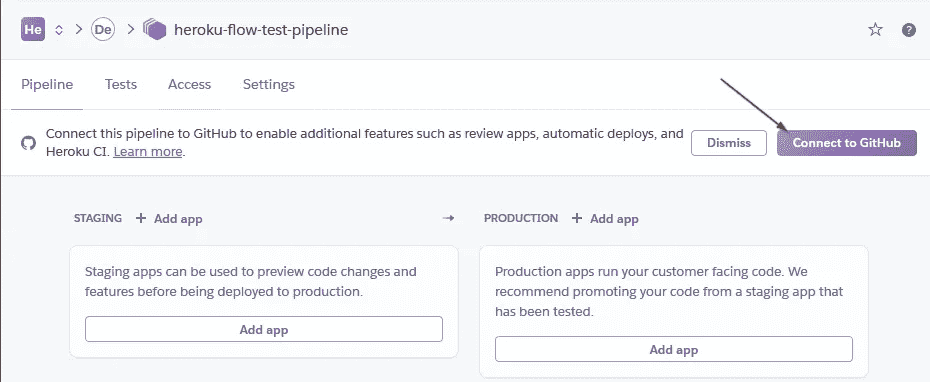 He De heroku-flow-test-pipeline ?
Pipeline Tests Access Settings
Connect this pipeline to GitHub to enable additional features such as review apps, automatic deploys, and
Heroku CI. Learn more.
Dismiss Connect to GitHub
STAGING + Add app
Staging apps can be used to preview code changes and
features before being deployed to production.
Add app
PRODUCTION + Add app
Production apps run your customer facing code. We
recommend promoting your code from a staging app that
has been tested.
Add app